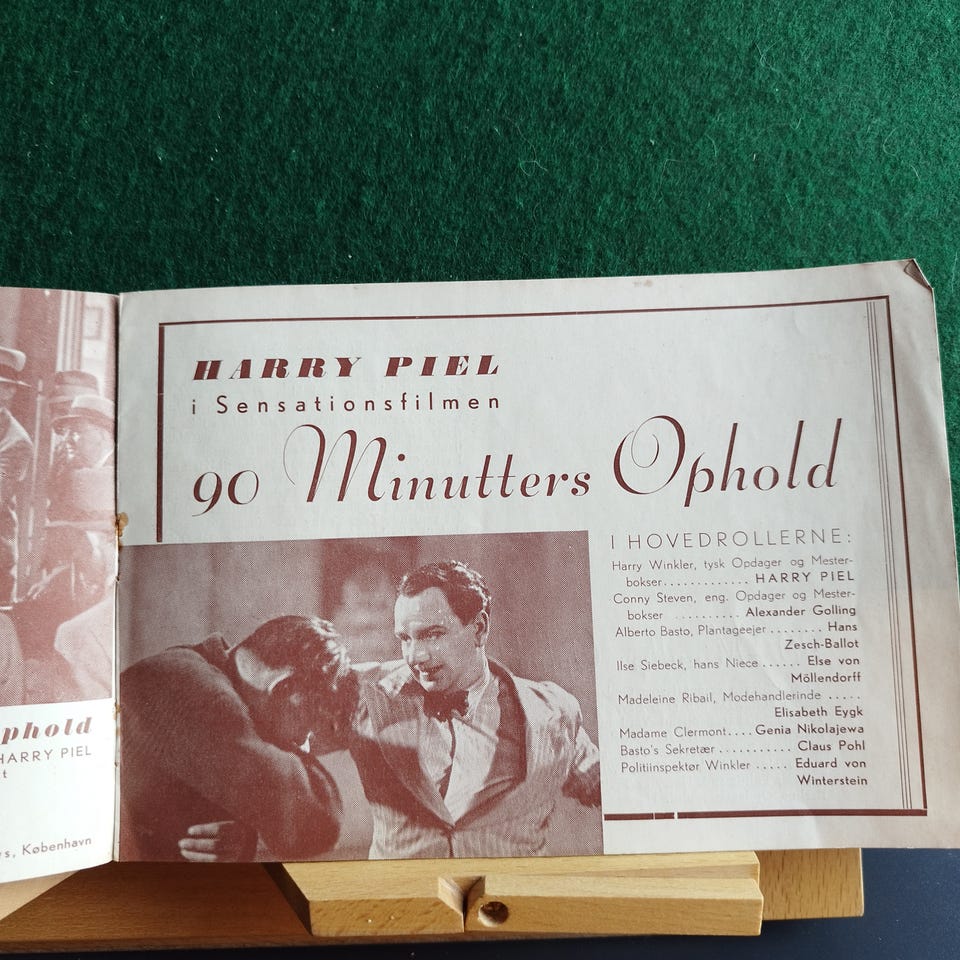 HARRY PIEL
i Sensationsfilmen
90 Minutters Ophold
I HOVEDROLLERNE:
Harry Winkler, tysk Opdager og Mester-
bokser............. HARRY PIEL
Conny Steven, eng. Opdager og Mester-
bokser .......... Alexander Golling
Alberto Basto, Plantageejer ........ Hans
Zesch-Ballot
Ilse Siebeck, hans Niece ...... Else von
Möllendorff
Madeleine Ribail, Modehandlerinde .....
Elisabeth Eygk
Madame Clermont.... Genia Nikolajewa
Basto's Sekretær ........... Claus Pohl
Politiinspektør Winkler ..... Eduard von
Winterstein
phold
HARRY PIEL
t
rs, København